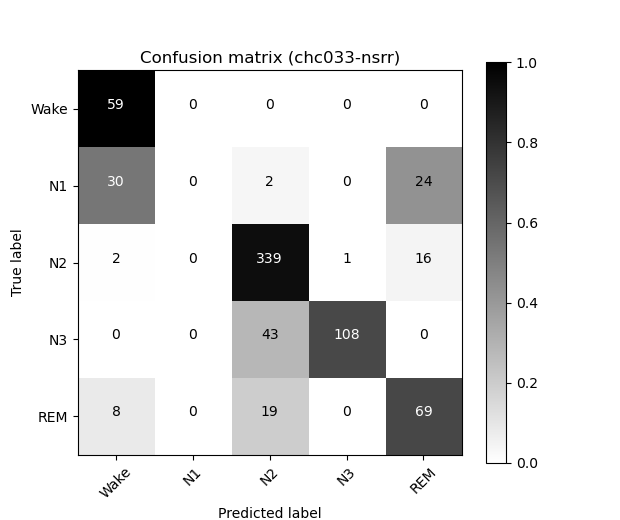 Confusion matrix (chc033-nsrr)
Wake 59 0 0 0 0
N1 30 0 2 0 24
N2 2 0 339 1 16
N3 0 0 43 108 0
REM 8 0 19 0 69
Wake N1 N2 N3 REM
Predicted label
True label
1.0
0.8
0.6
0.4
0.2
0.0